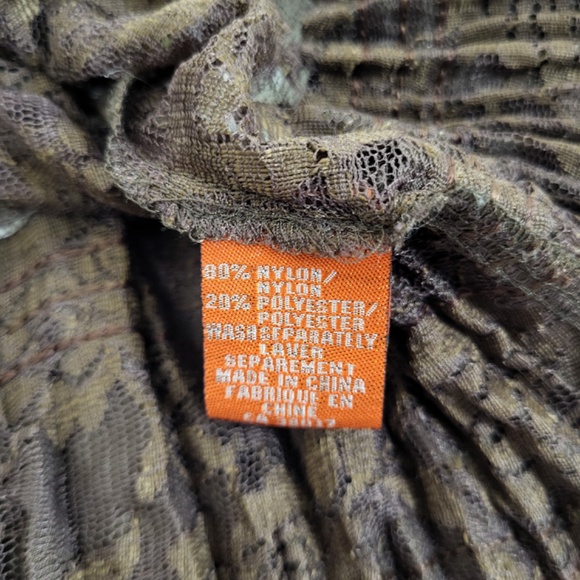 80% NYLON/
NYLON
20% POLYESTER/
POLYESTER
WASH SEPARATELY
LAVER
SEPAREMENT
MADE IN CHINA
FABRIQUE EN
CHINE